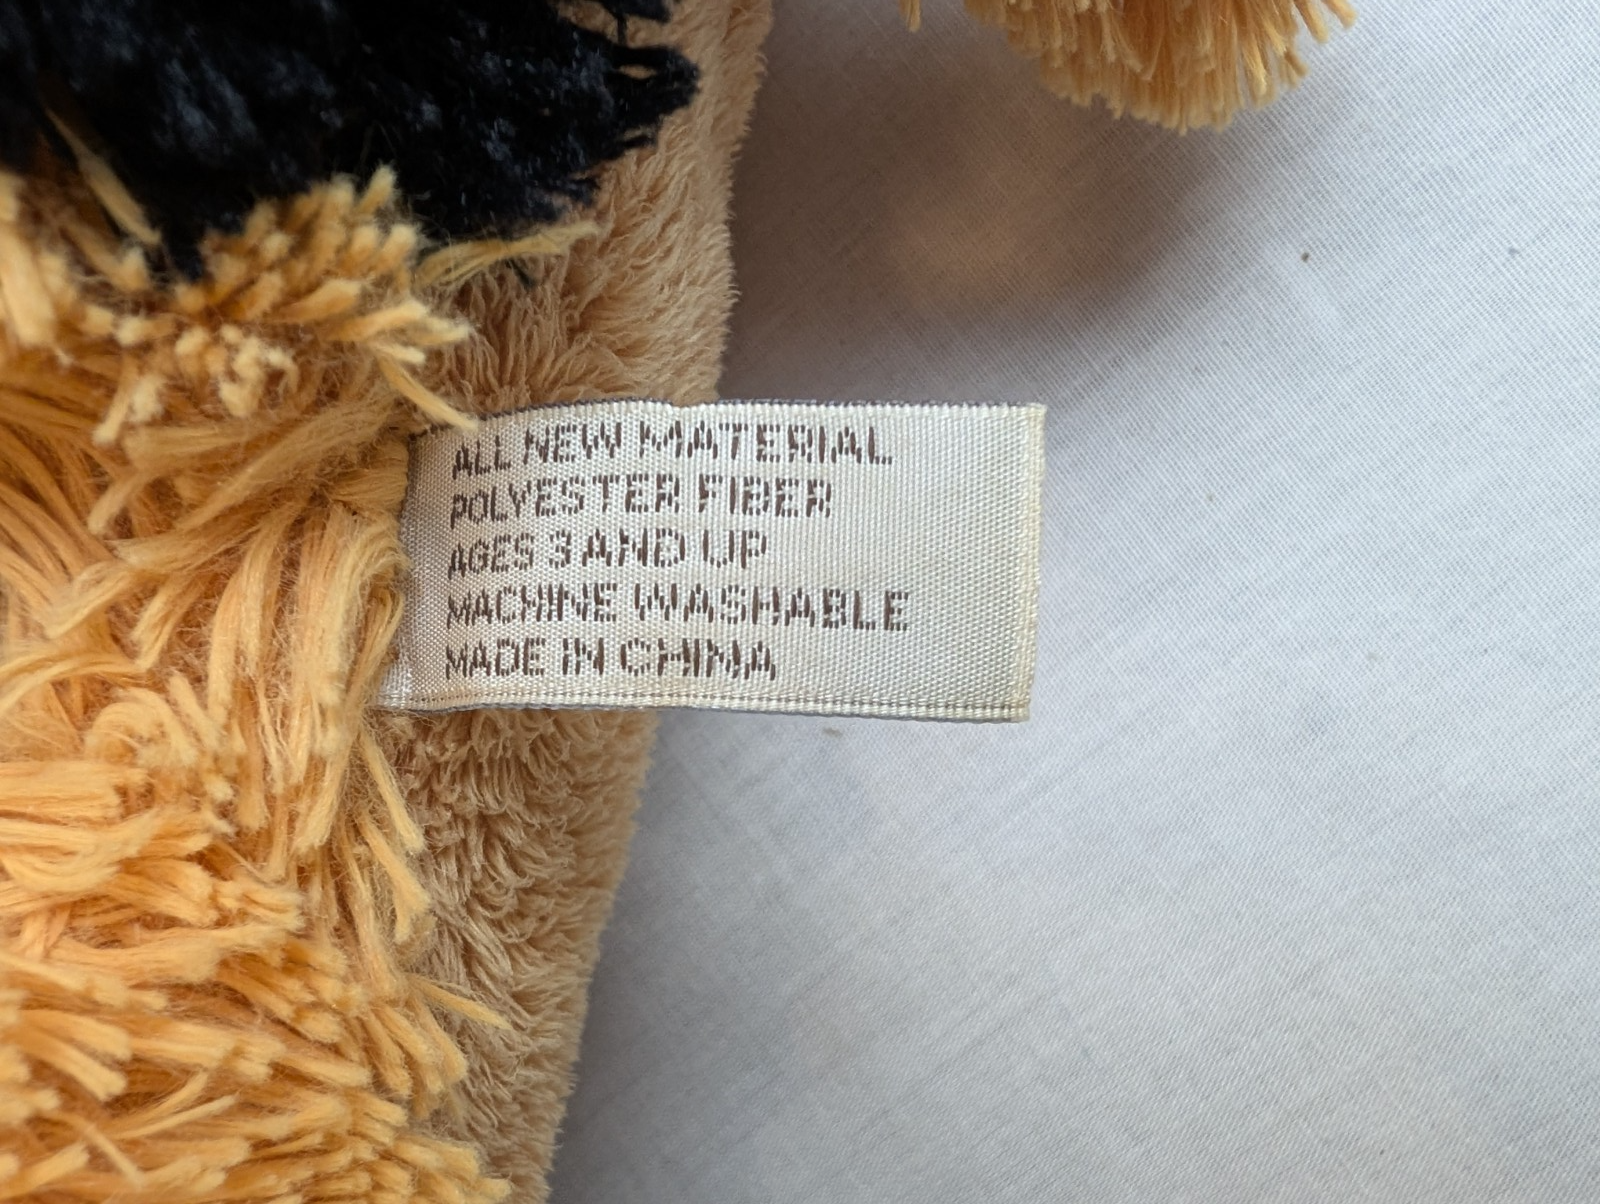 ALL NEW MATERIAL
POLYESTER FIBER
AGES 3 AND UP
MACHINE WASHABLE
MADE IN CHINA